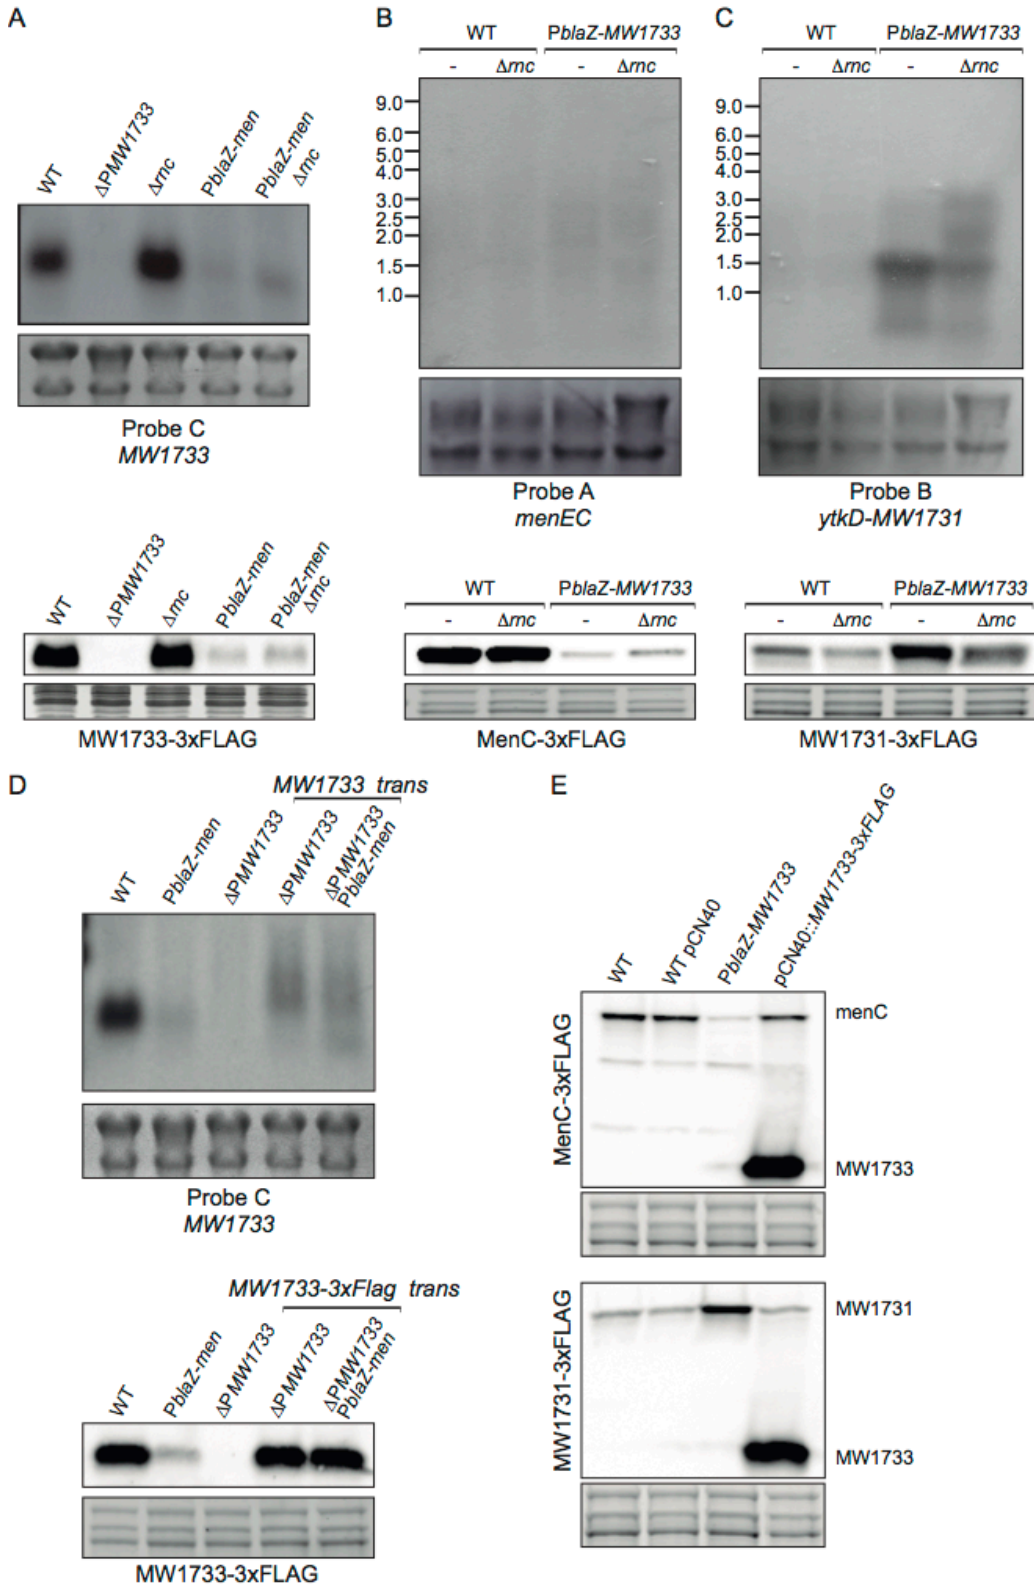 A
WT
ΔPMW1733
Δrnc
PblaZ-men
PblaZ-men
Δrnc
Probe C
MW1733
WT
ΔPMW1733
Δrnc
PblaZ-men
PblaZ-men
Δrnc
MW1733-3xFLAG
B
WT PblaZ-MW1733
- Δrnc - Δrnc
9.0
6.0
5.0
4.0
3.0
2.5
2.0
1.5
1.0
Probe A
menEC
WT PblaZ-MW1733
- Δrnc - Δrnc
MenC-3xFLAG
C
WT PblaZ-MW1733
- Δrnc - Δrnc
9.0
6.0
5.0
4.0
3.0
2.5
2.0
1.5
1.0
Probe B
ytkD-MW1731
WT PblaZ-MW1733
- Δrnc - Δrnc
MW1731-3xFLAG
D
MW1733 trans
WT
PblaZ-men
ΔPMW1733
ΔPMW1733
ΔPMW1733
PblaZ-men
Probe C
MW1733
MW1733-3xFlag trans
WT
PblaZ-men
ΔPMW1733
ΔPMW1733
ΔPMW1733
PblaZ-men
MW1733-3xFLAG
E
WT
WT pCN40
PblaZ-MW1733
pCN40::MW1733-3xFLAG
MenC-3xFLAG
menC
MW1733
MW1731-3xFLAG
MW1731
MW1733